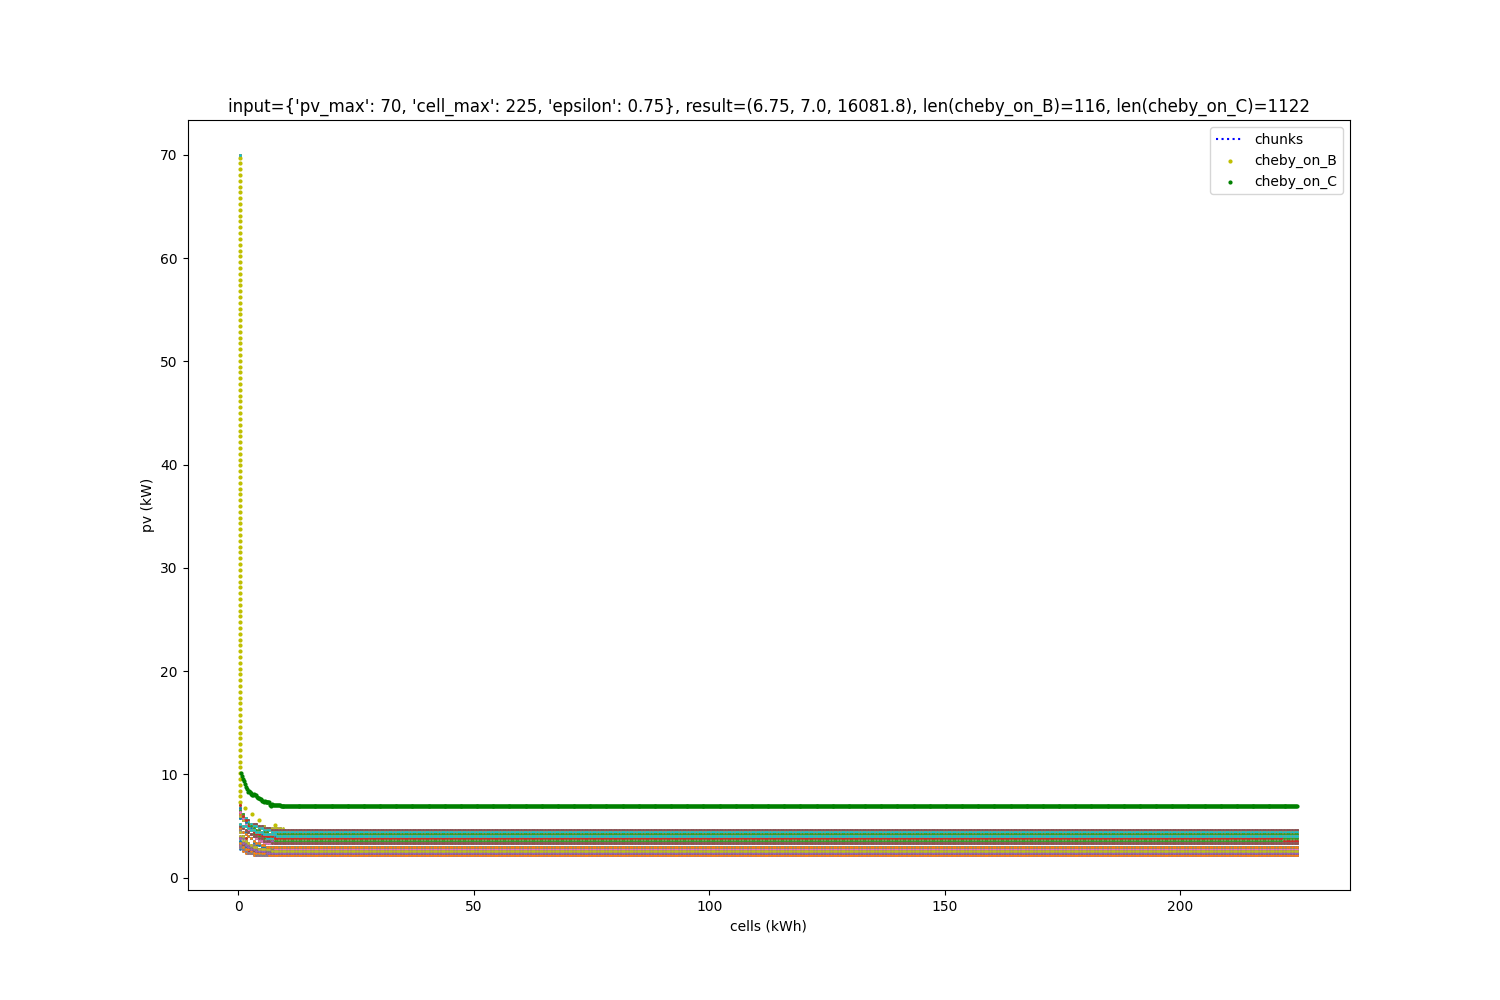 input={'pv_max': 70, 'cell_max': 225, 'epsilon': 0.75}, result=(6.75, 7.0, 16081.8), len(cheby_on_B)=116, len(cheby_on_C)=1122
chunks
cheby_on_B
cheby_on_C
70
60
50
40
30
20
10
0
pv (kW)
0
50
100
150
200
cells (kWh)